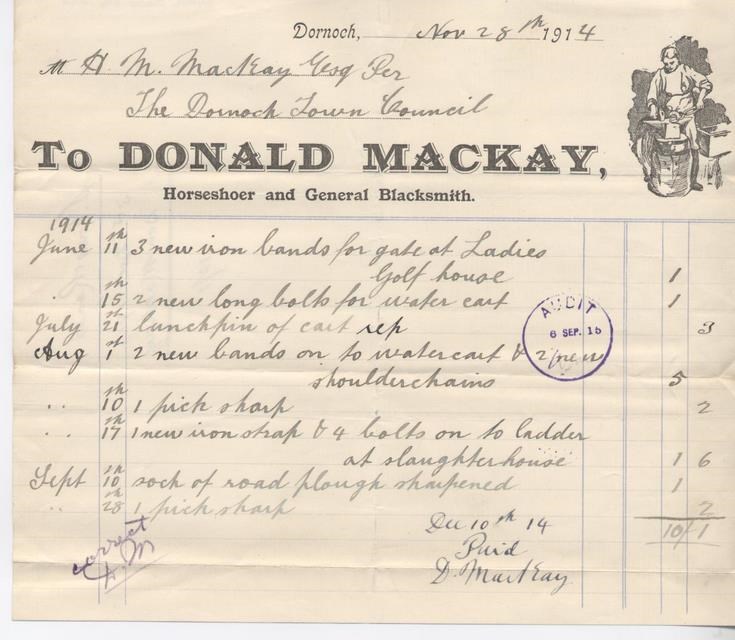 Dornoch, Nov 28th 1914
M H. M. Mackay Esq Per
The Dornoch Town Council
To DONALD MACKAY,
Horseshoer and General Blacksmith.
1914
June 11th 3 new iron bands for gate at Ladies
Golf house 1
" 15th 2 new long bolts for water cart 1
July 21st lunchpin of cart rep 3
Aug 1st 2 new bands on to watercart & 2 new
shoulderchains 5
" 10th 1 pick sharp 2
" 17th 1 new iron strap & 4 bolts on to ladder
at slaughterhouse 1 6
Sept 10th sock of road plough sharpened 1
" 28th 1 pick sharp 2
10/1
AUDIT
6 SEP. 15
correct
H. M
Dec 10th 14
Paid
D. Mackay